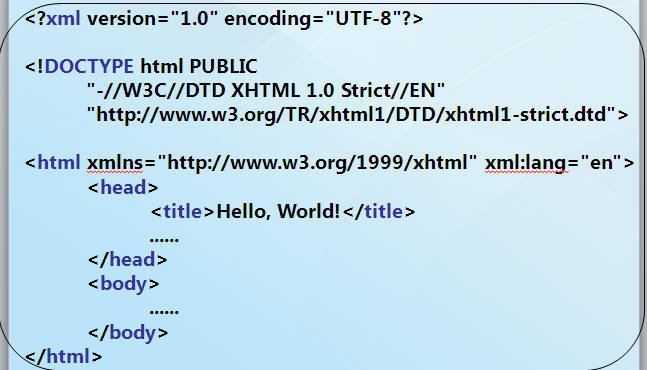 <?xml version="1.0" encoding="UTF-8"?>
<!DOCTYPE html PUBLIC
"-//W3C//DTD XHTML 1.0 Strict//EN"
"http://www.w3.org/TR/xhtml1/DTD/xhtml1-strict.dtd">
<html xmlns="http://www.w3.org/1999/xhtml" xml:lang="en">
<head>
<title>Hello, World!</title>
......
</head>
<body>
......
</body>
</html>